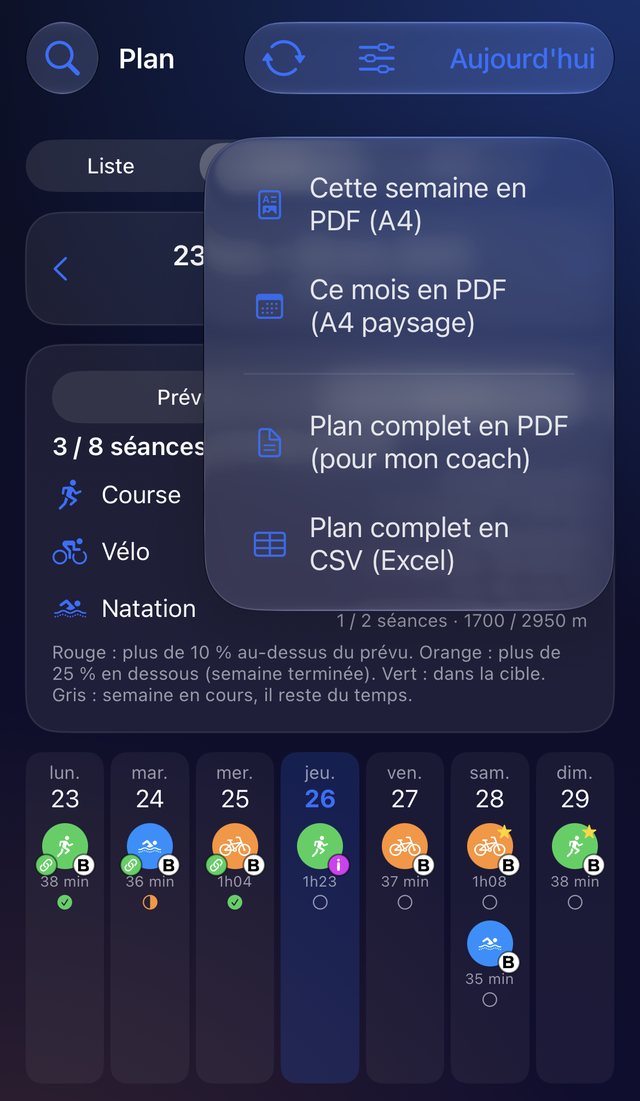 Plan
Aujourd'hui
Liste
Cette semaine en
PDF (A4)
23
Ce mois en PDF
(A4 paysage)
Prév
3 / 8 séances
Plan complet en PDF
(pour mon coach)
Course
Plan complet en
CSV (Excel)
Vélo
Natation
1 / 2 séances · 1700 / 2950 m
Rouge : plus de 10 % au-dessus du prévu. Orange : plus de
25 % en dessous (semaine terminée). Vert : dans la cible.
Gris : semaine en cours, il reste du temps.
lun. mar. mer. jeu. ven. sam. dim.
23 24 25 26 27 28 29
B B B i B B B
38 min 36 min 1h04 1h23 37 min 1h08 38 min
B
35 min